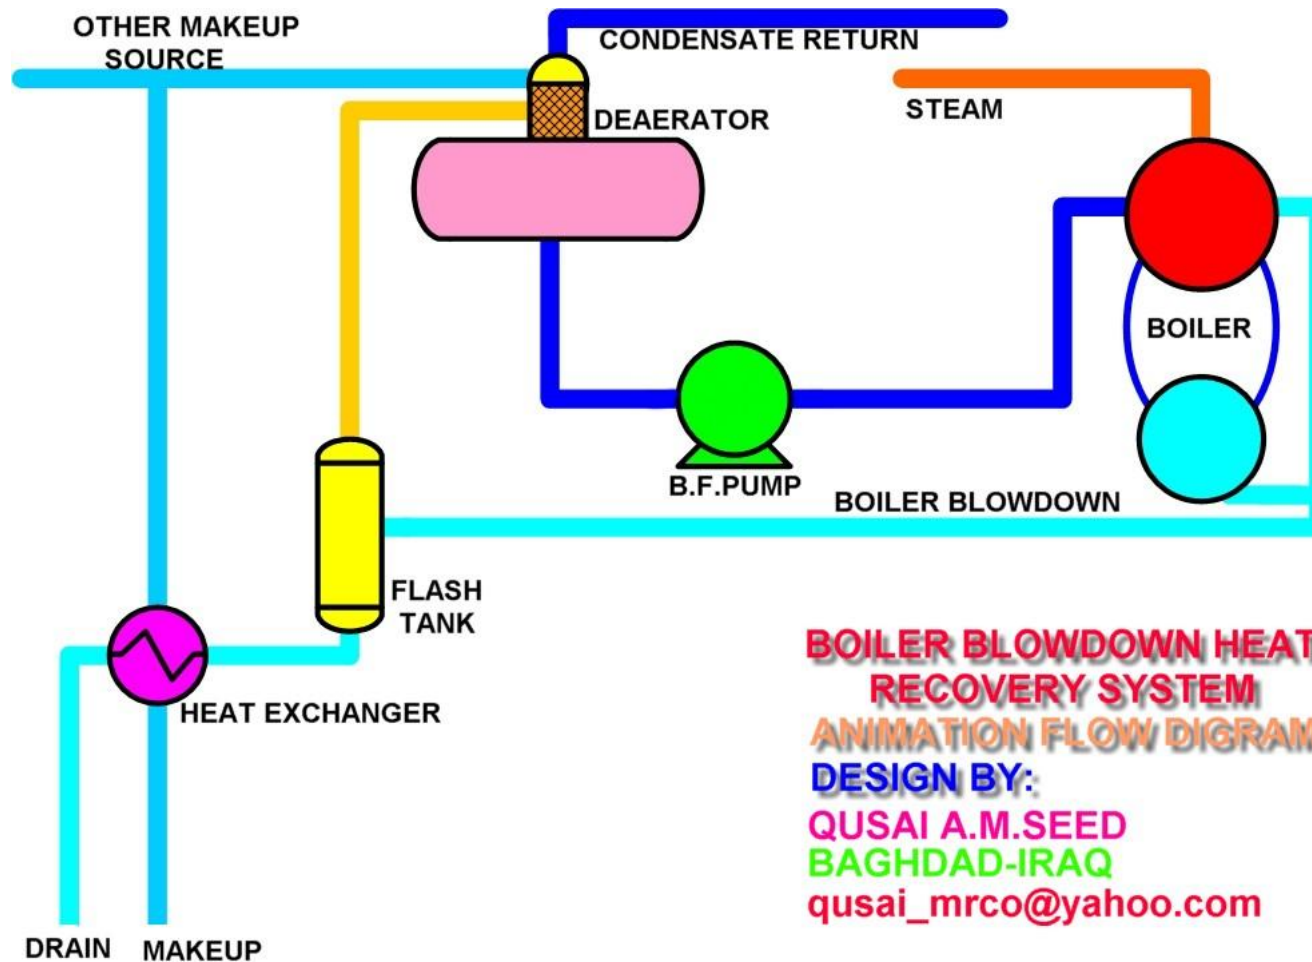 OTHER MAKEUP
SOURCE
CONDENSATE RETURN
DEAERATOR
STEAM
BOILER
B.F.PUMP
BOILER BLOWDOWN
FLASH
TANK
HEAT EXCHANGER
DRAIN
MAKEUP
BOILER BLOWDOWN HEAT
RECOVERY SYSTEM
ANIMATION FLOW DIGRAM
DESIGN BY:
QUSAI A.M.SEED
BAGHDAD-IRAQ
qusai_mrco@yahoo.com